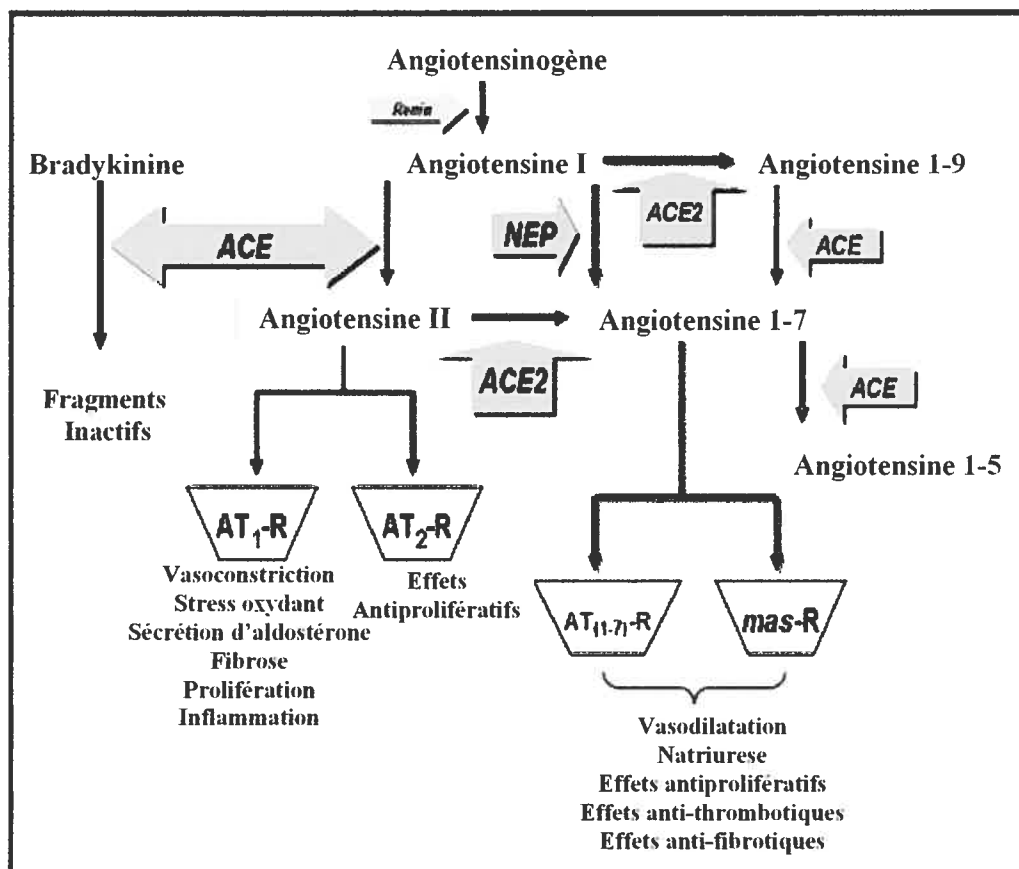 Angiotensinogène
Renin
Bradykinine
Angiotensine I
Angiotensine 1-9
ACE
NEP
ACE2
ACE
Angiotensine II
Angiotensine 1-7
ACE2
ACE
Fragments
Inactifs
Angiotensine 1-5
AT1-R
AT2-R
Vasoconstriction
Stress oxydant
Sécrétion d'aldostérone
Fibrose
Prolifération
Inflammation
Effets
Antiprolifératifs
AT(1-7)-R
mas-R
Vasodilatation
Natriurese
Effets antiprolifératifs
Effets anti-thrombotiques
Effets anti-fibrotiques